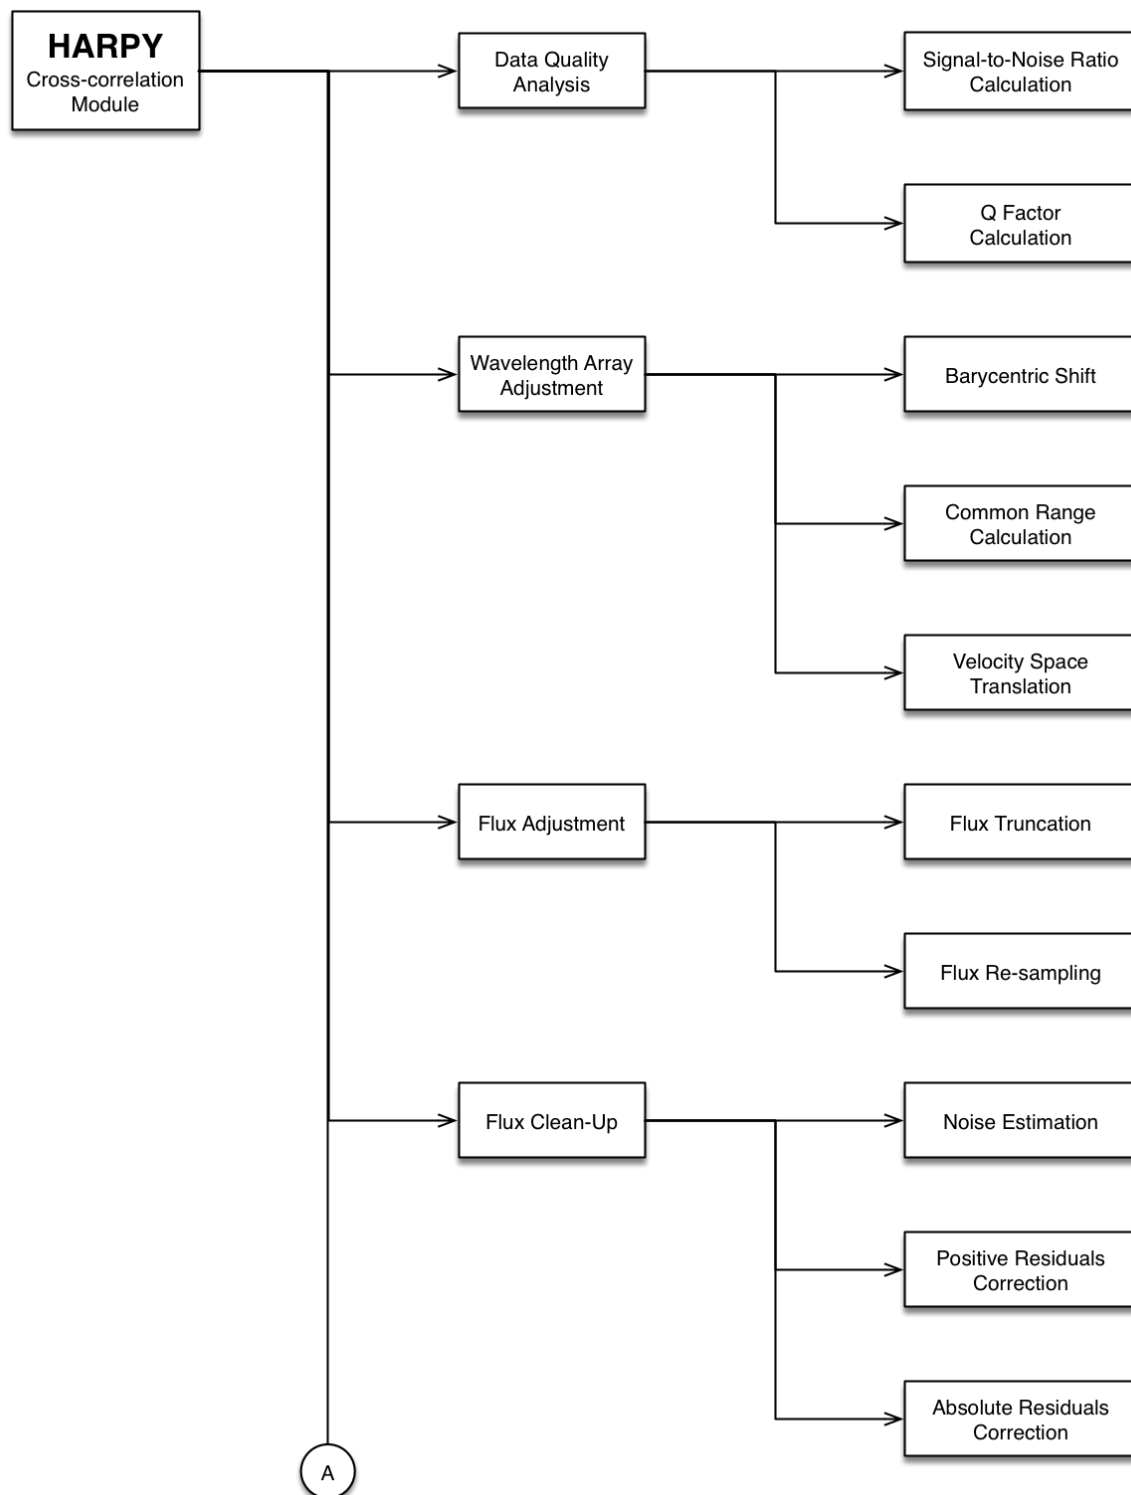 HARPY
Cross-correlation
Module
Data Quality
Analysis
Signal-to-Noise Ratio
Calculation
Q Factor
Calculation
Wavelength Array
Adjustment
Barycentric Shift
Common Range
Calculation
Velocity Space
Translation
Flux Adjustment
Flux Truncation
Flux Re-sampling
Flux Clean-Up
Noise Estimation
Positive Residuals
Correction
Absolute Residuals
Correction
A